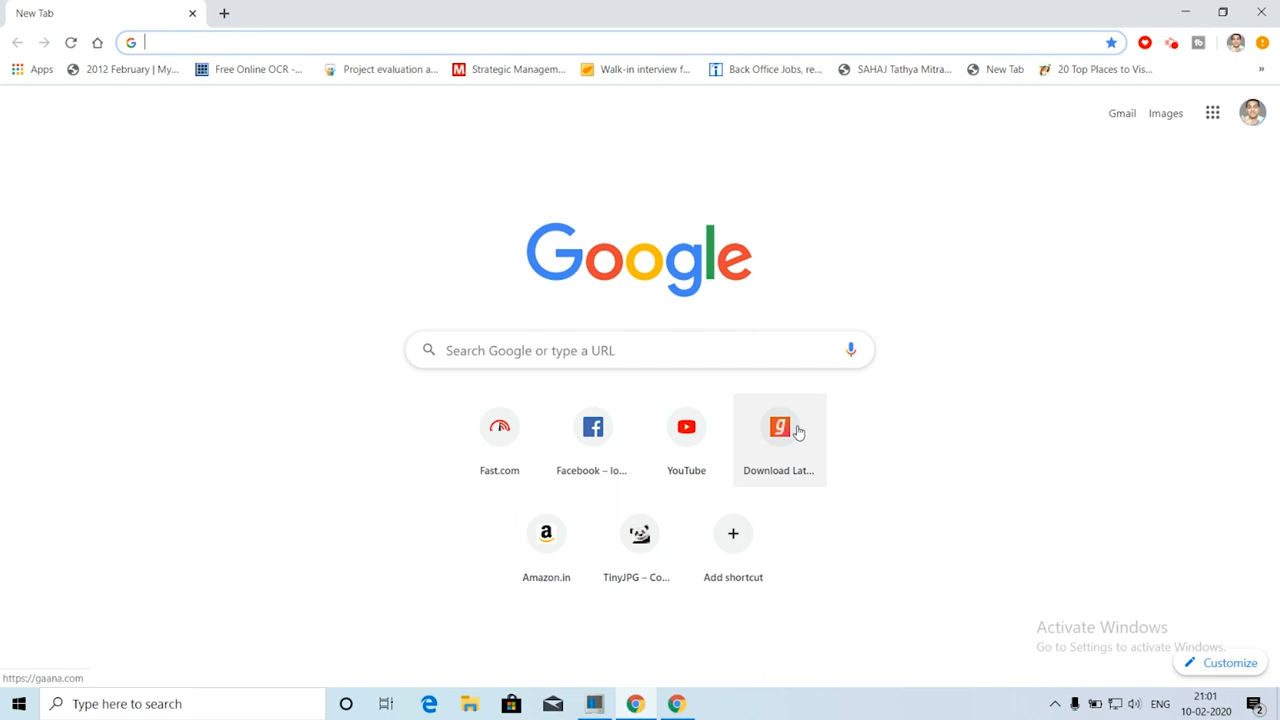 New Tab
Apps
2012 February | My...
Free Online OCR -...
Project evaluation a...
M
Strategic Managem...
Walk-in interview f...
Back Office Jobs, re...
SAHAJ Tathya Mitra...
New Tab
20 Top Places to Vis...
»
Gmail
Images
Google
Search Google or type a URL
Fast.com
Facebook – lo...
YouTube
Download Lat...
Amazon.in
TinyJPG – Co...
Add shortcut
Activate Windows
Go to Settings to activate Windows.
Customize
https://gaana.com
Type here to search
ENG
21:01
10-02-2020
2